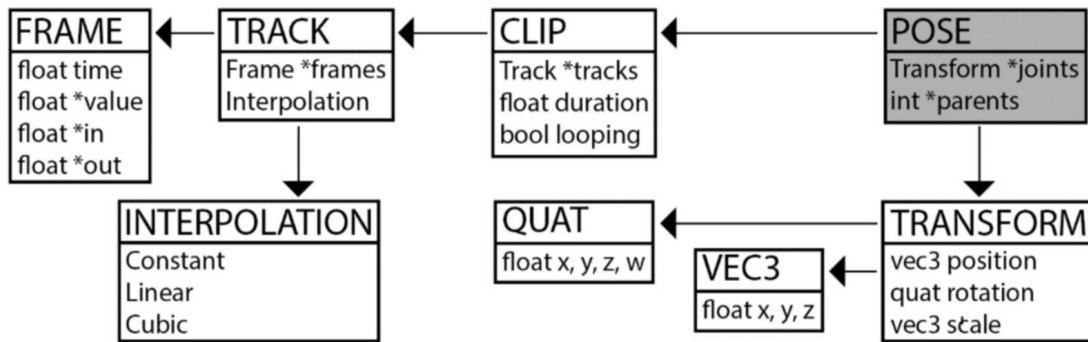 FRAME
float time
float *value
float *in
float *out
TRACK
Frame *frames
Interpolation
CLIP
Track *tracks
float duration
bool looping
POSE
Transform *joints
int *parents
INTERPOLATION
Constant
Linear
Cubic
QUAT
float x, y, z, w
VEC3
float x, y, z
TRANSFORM
vec3 position
quat rotation
vec3 scale